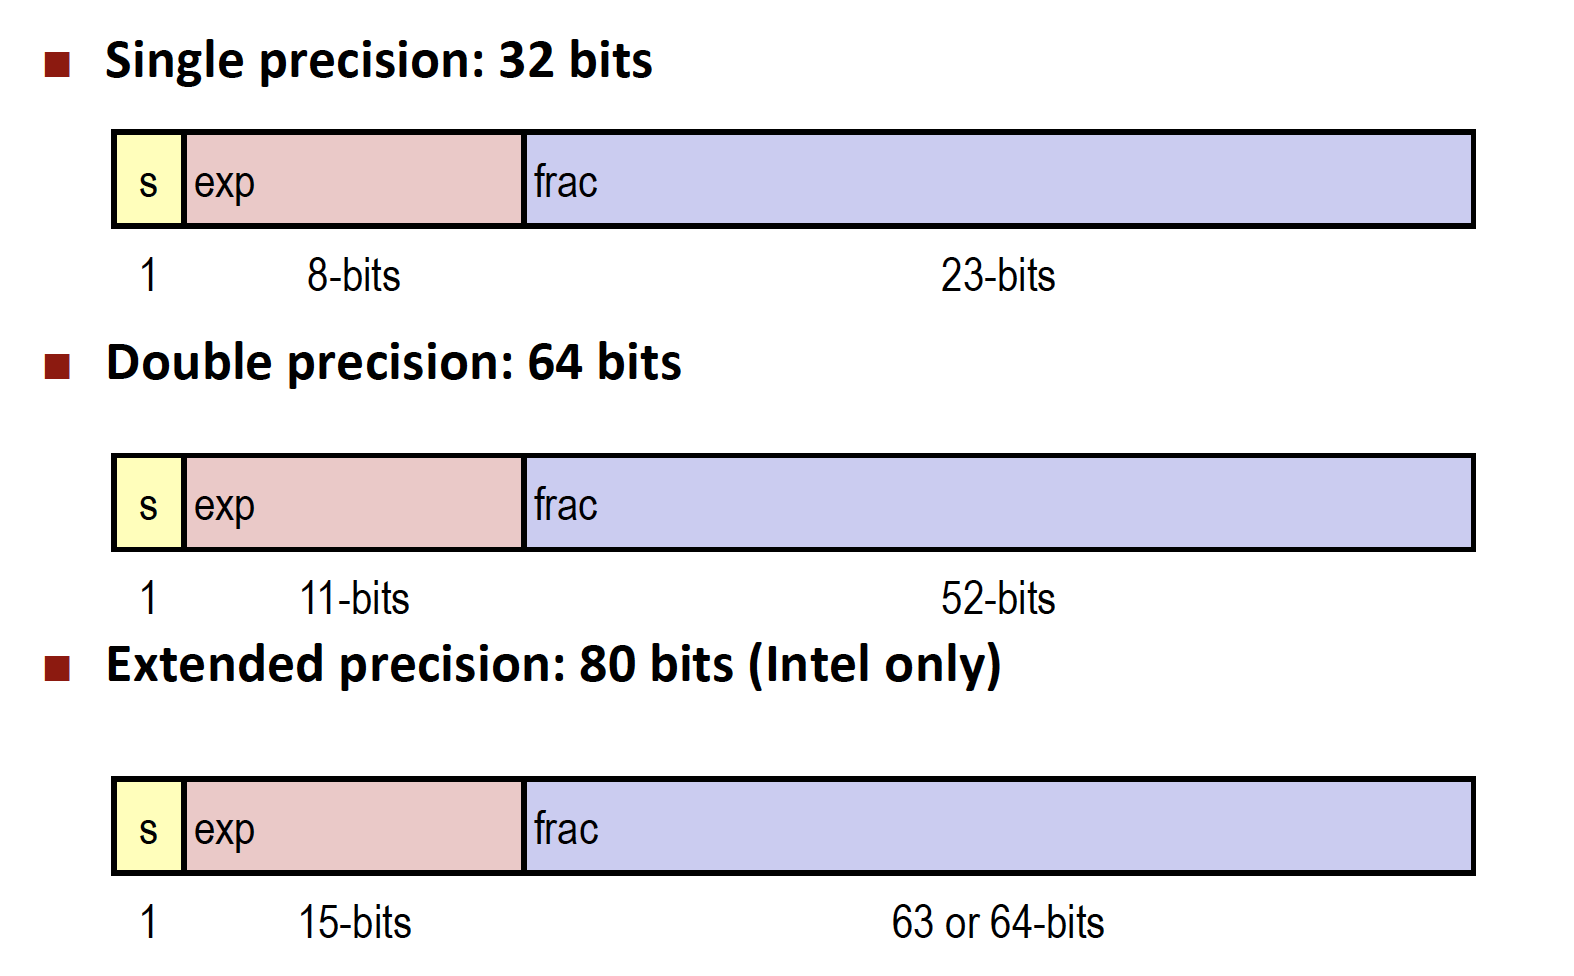 Single precision: 32 bits
s exp frac
1 8-bits 23-bits
Double precision: 64 bits
s exp frac
1 11-bits 52-bits
Extended precision: 80 bits (Intel only)
s exp frac
1 15-bits 63 or 64-bits